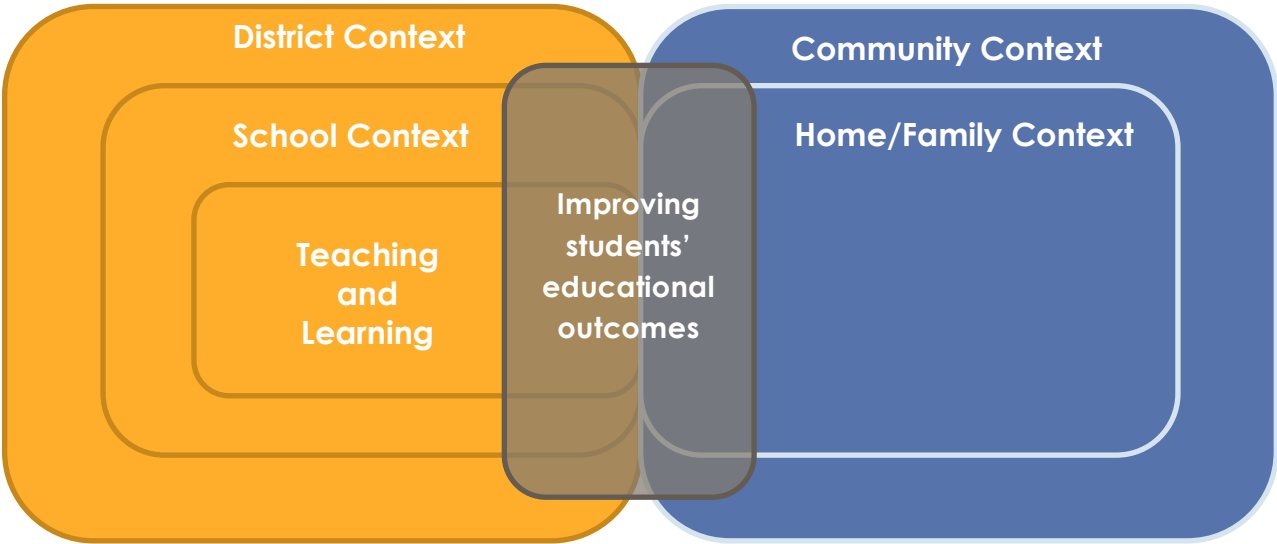 District Context
Community Context
School Context
Home/Family Context
Teaching
and
Learning
Improving
students’
educational
outcomes